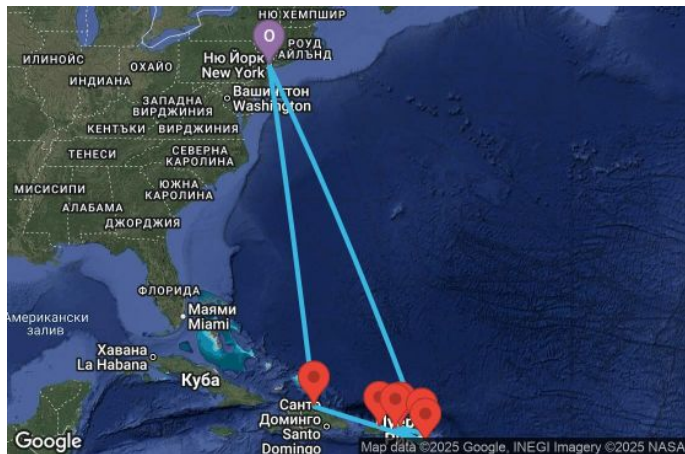 НЮ ХЕМПШИР
O
Ню Йорк
New York
РОУД
АЙЛЪНД
ИЛИНОЙС
ОХАЙО
ИНДИАНА
Вашингтон
Washington
ЗАПАДНА
ВИРДЖИНИЯ
КЕНТЪКИ
ВИРДЖИНИЯ
ТЕНЕСИ
СЕВЕРНА
КАРОЛИНА
МИСИСИПИ
ЮЖНА
КАРОЛИНА
АЛАБАМА
ДЖОРДЖИЯ
ФЛОРИДА
Маями
Miami
Американски
залив
Хавана
La Habana
Куба
Санто
Доминго
Santo
Domingo
Google
Map data ©2025 Google, INEGI Imagery ©2025 NASA